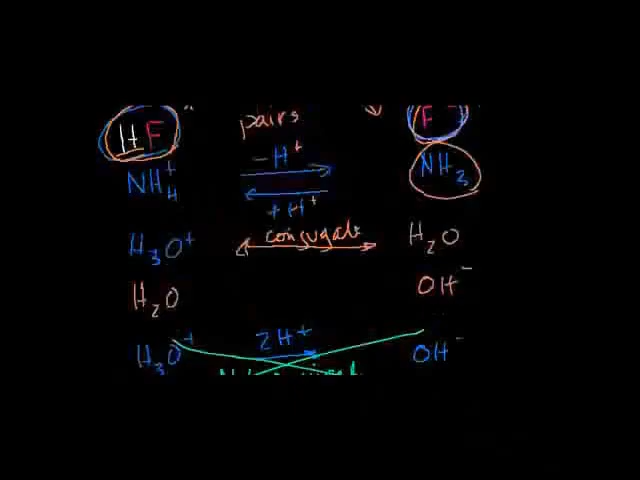 HF pairs F
NH4+ -H+ NH3
+H+
H3O+ conjugate H2O
H2O OH-
H3O+ 2H+ OH-